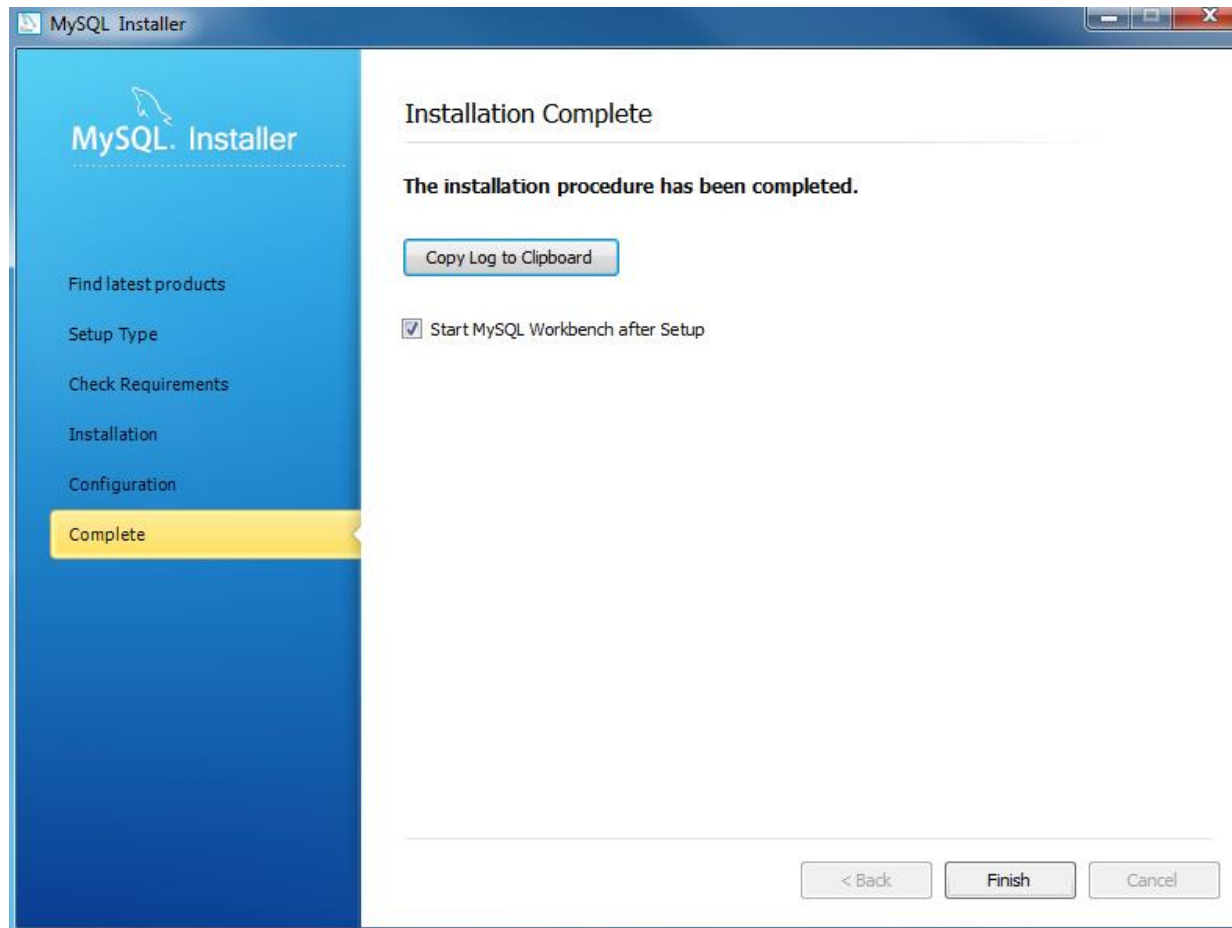 MySQL Installer
MySQL. Installer
Find latest products
Setup Type
Check Requirements
Installation
Configuration
Complete
Installation Complete
The installation procedure has been completed.
Copy Log to Clipboard
Start MySQL Workbench after Setup
< Back
Finish
Cancel